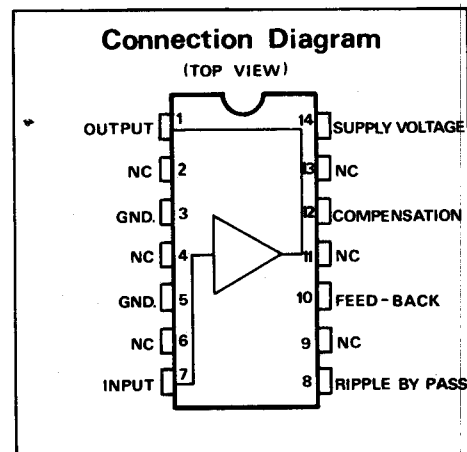 Connection Diagram
(TOP VIEW)
OUTPUT 1 14 SUPPLY VOLTAGE
NC 2 13 NC
GND. 3 12 COMPENSATION
NC 4 11 NC
GND. 5 10 FEED-BACK
NC 6 9 NC
INPUT 7 8 RIPPLE BY PASS